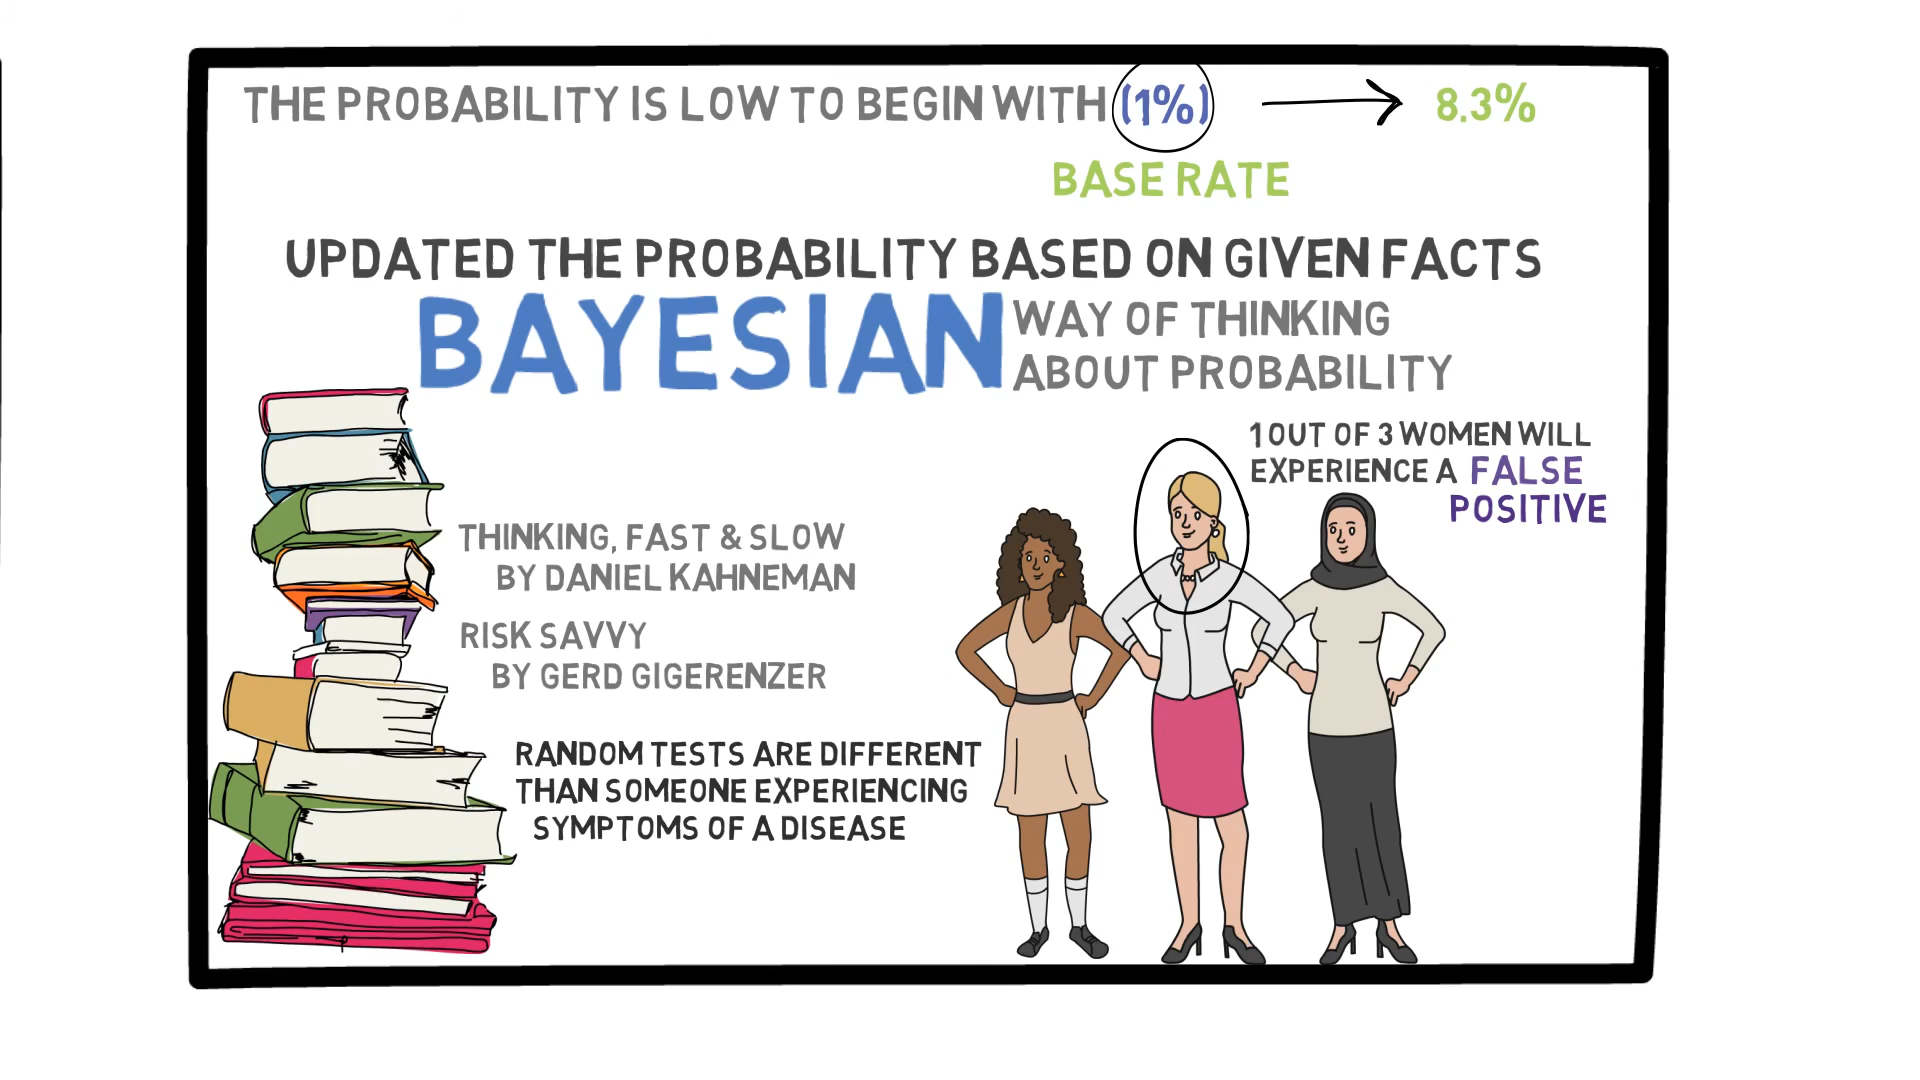 THE PROBABILITY IS LOW TO BEGIN WITH (1%) 8.3%
BASE RATE
UPDATED THE PROBABILITY BASED ON GIVEN FACTS
BAYESIAN WAY OF THINKING
ABOUT PROBABILITY
1 OUT OF 3 WOMEN WILL
EXPERIENCE A FALSE
POSITIVE
THINKING, FAST & SLOW
BY DANIEL KAHNEMAN
RISK SAVVY
BY GERD GIGERENZER
RANDOM TESTS ARE DIFFERENT
THAN SOMEONE EXPERIENCING
SYMPTOMS OF A DISEASE